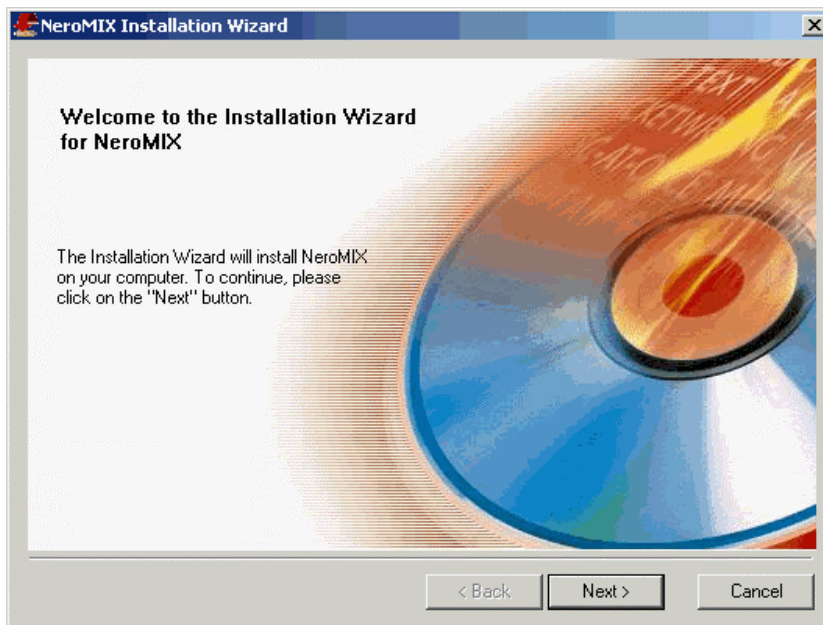 NeroMIX Installation Wizard
Welcome to the Installation Wizard
for NeroMIX
The Installation Wizard will install NeroMIX
on your computer. To continue, please
click on the "Next" button.
TEXT
< Back
Next >
Cancel